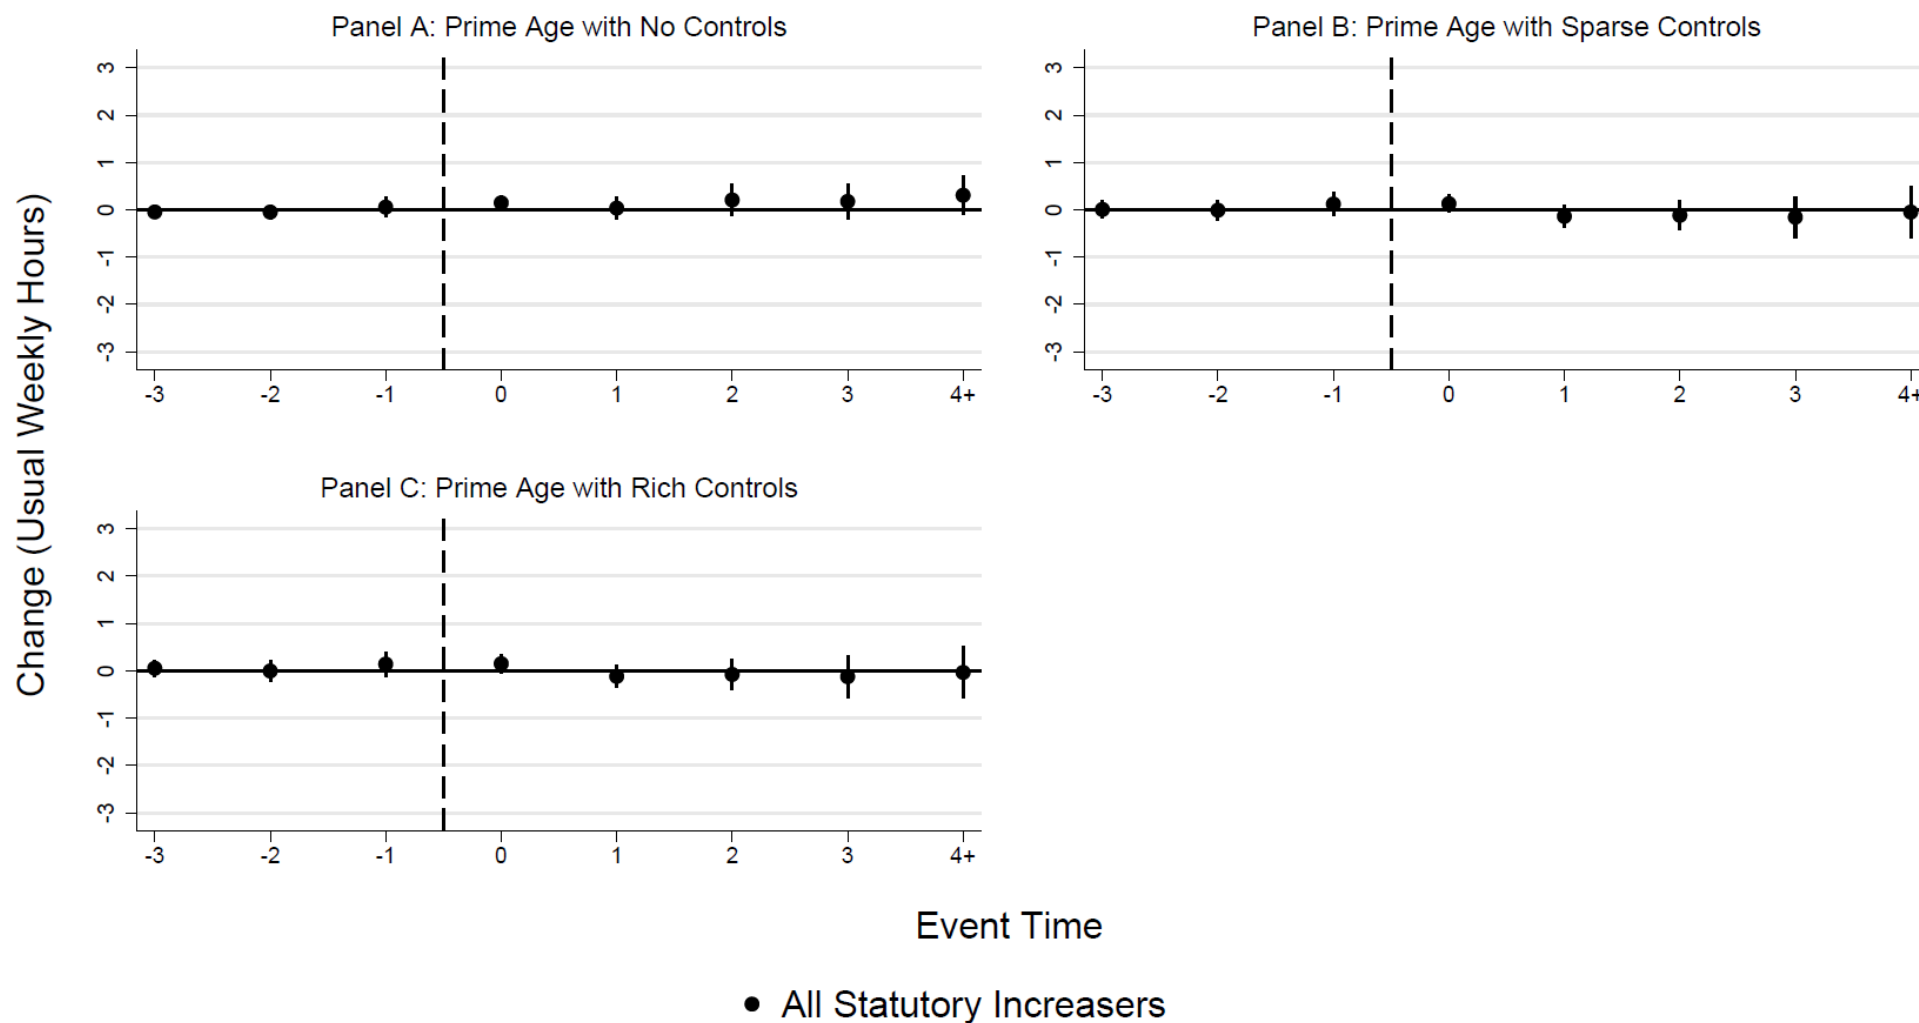 Panel A: Prime Age with No Controls
Panel B: Prime Age with Sparse Controls
3
2
1
0
-1
-2
-3
-3 -2 -1 0 1 2 3 4+
3
2
1
0
-1
-2
-3
-3 -2 -1 0 1 2 3 4+
Change (Usual Weekly Hours)
Panel C: Prime Age with Rich Controls
3
2
1
0
-1
-2
-3
-3 -2 -1 0 1 2 3 4+
Event Time
All Statutory Increasers